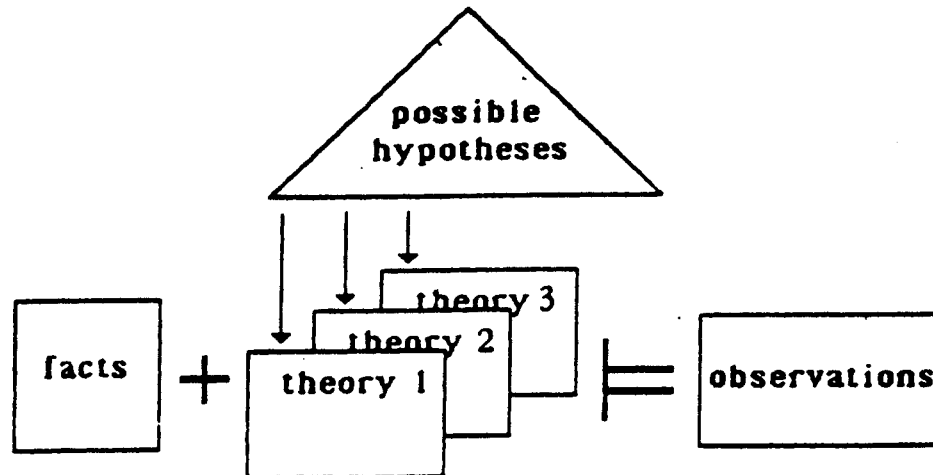 possible
hypotheses
theory 3
theory 2
facts
+
theory 1
⊨
observations